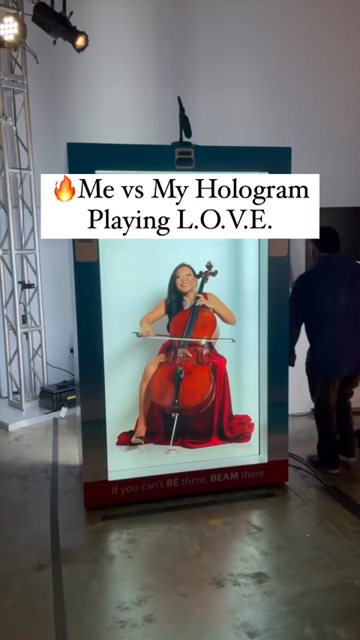 🔥Me vs My Hologram
Playing L.O.V.E.
If you can't BE there, BEAM there